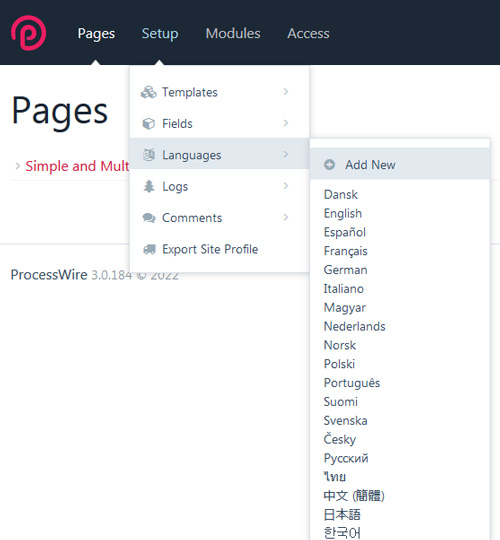 Pages Setup Modules Access
Pages
Simple and Mult
Templates
Fields
Languages
Logs
Comments
Export Site Profile
Add New
Dansk
English
Español
Français
German
Italiano
Magyar
Nederlands
Norsk
Polski
Português
Suomi
Svenska
Česky
Русский
ไทย
中文 (簡體)
日本語
한국어
ProcessWire 3.0.184 © 2022